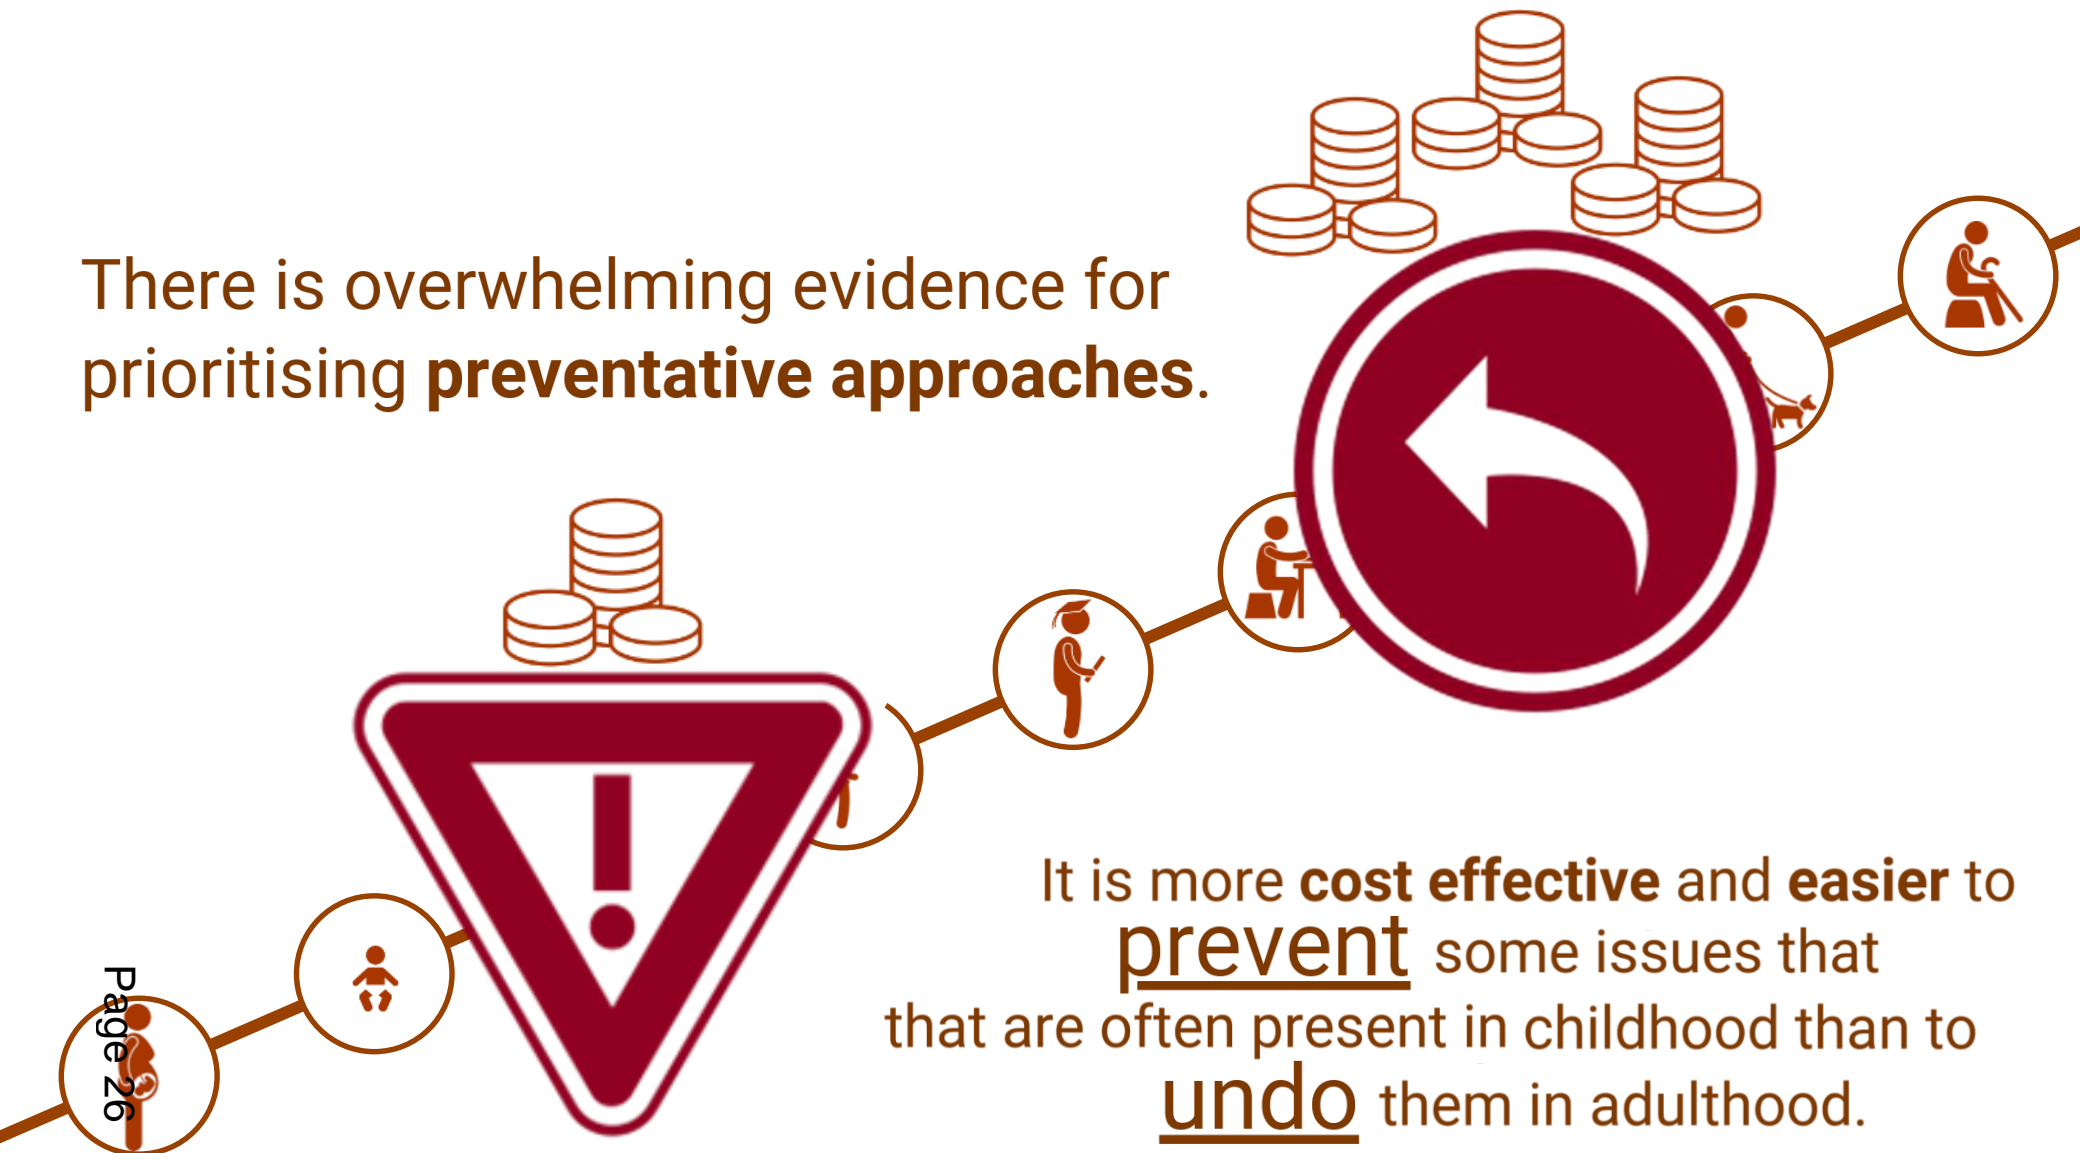 There is overwhelming evidence for
prioritising preventative approaches.
It is more cost effective and easier to
prevent some issues that
that are often present in childhood than to
undo them in adulthood.
Page 26